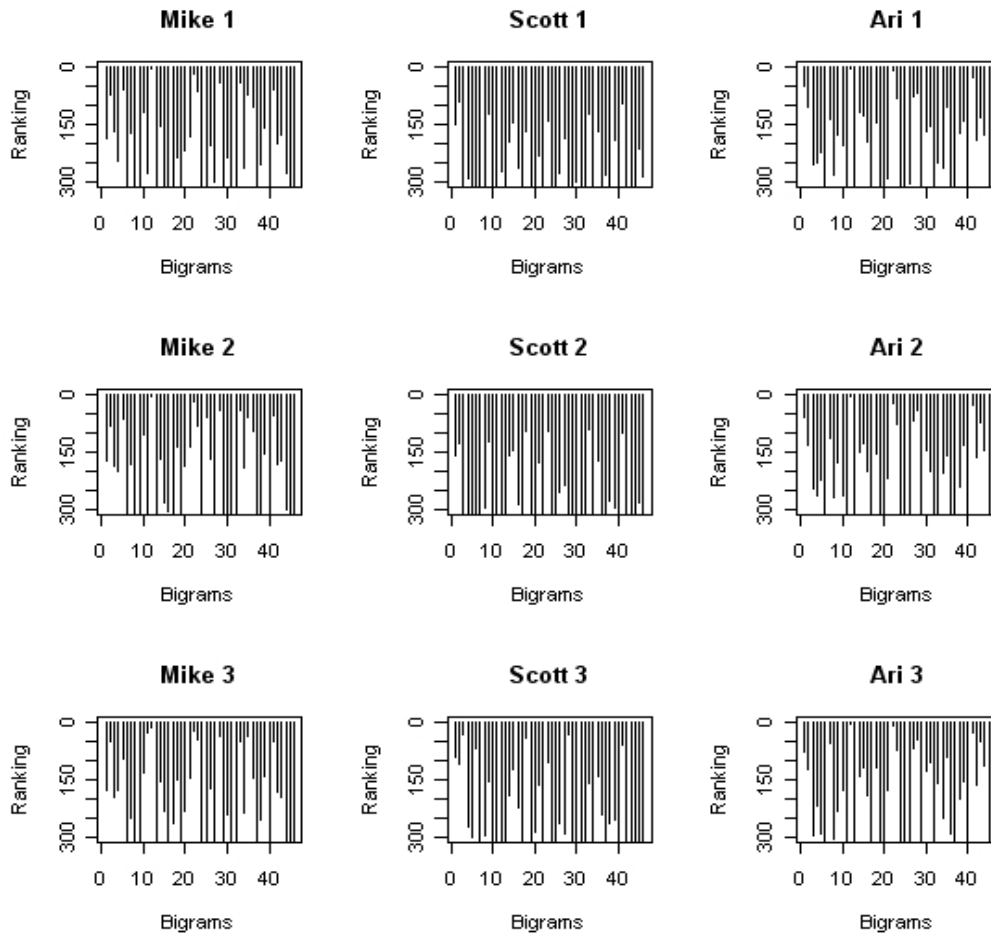 Mike 1
Scott 1
Ari 1
Ranking
0
150
300
0 10 20 30 40
Bigrams
Ranking
0
150
300
0 10 20 30 40
Bigrams
Ranking
0
150
300
0 10 20 30 40
Bigrams
Mike 2
Scott 2
Ari 2
Ranking
0
150
300
0 10 20 30 40
Bigrams
Ranking
0
150
300
0 10 20 30 40
Bigrams
Ranking
0
150
300
0 10 20 30 40
Bigrams
Mike 3
Scott 3
Ari 3
Ranking
0
150
300
0 10 20 30 40
Bigrams
Ranking
0
150
300
0 10 20 30 40
Bigrams
Ranking
0
150
300
0 10 20 30 40
Bigrams